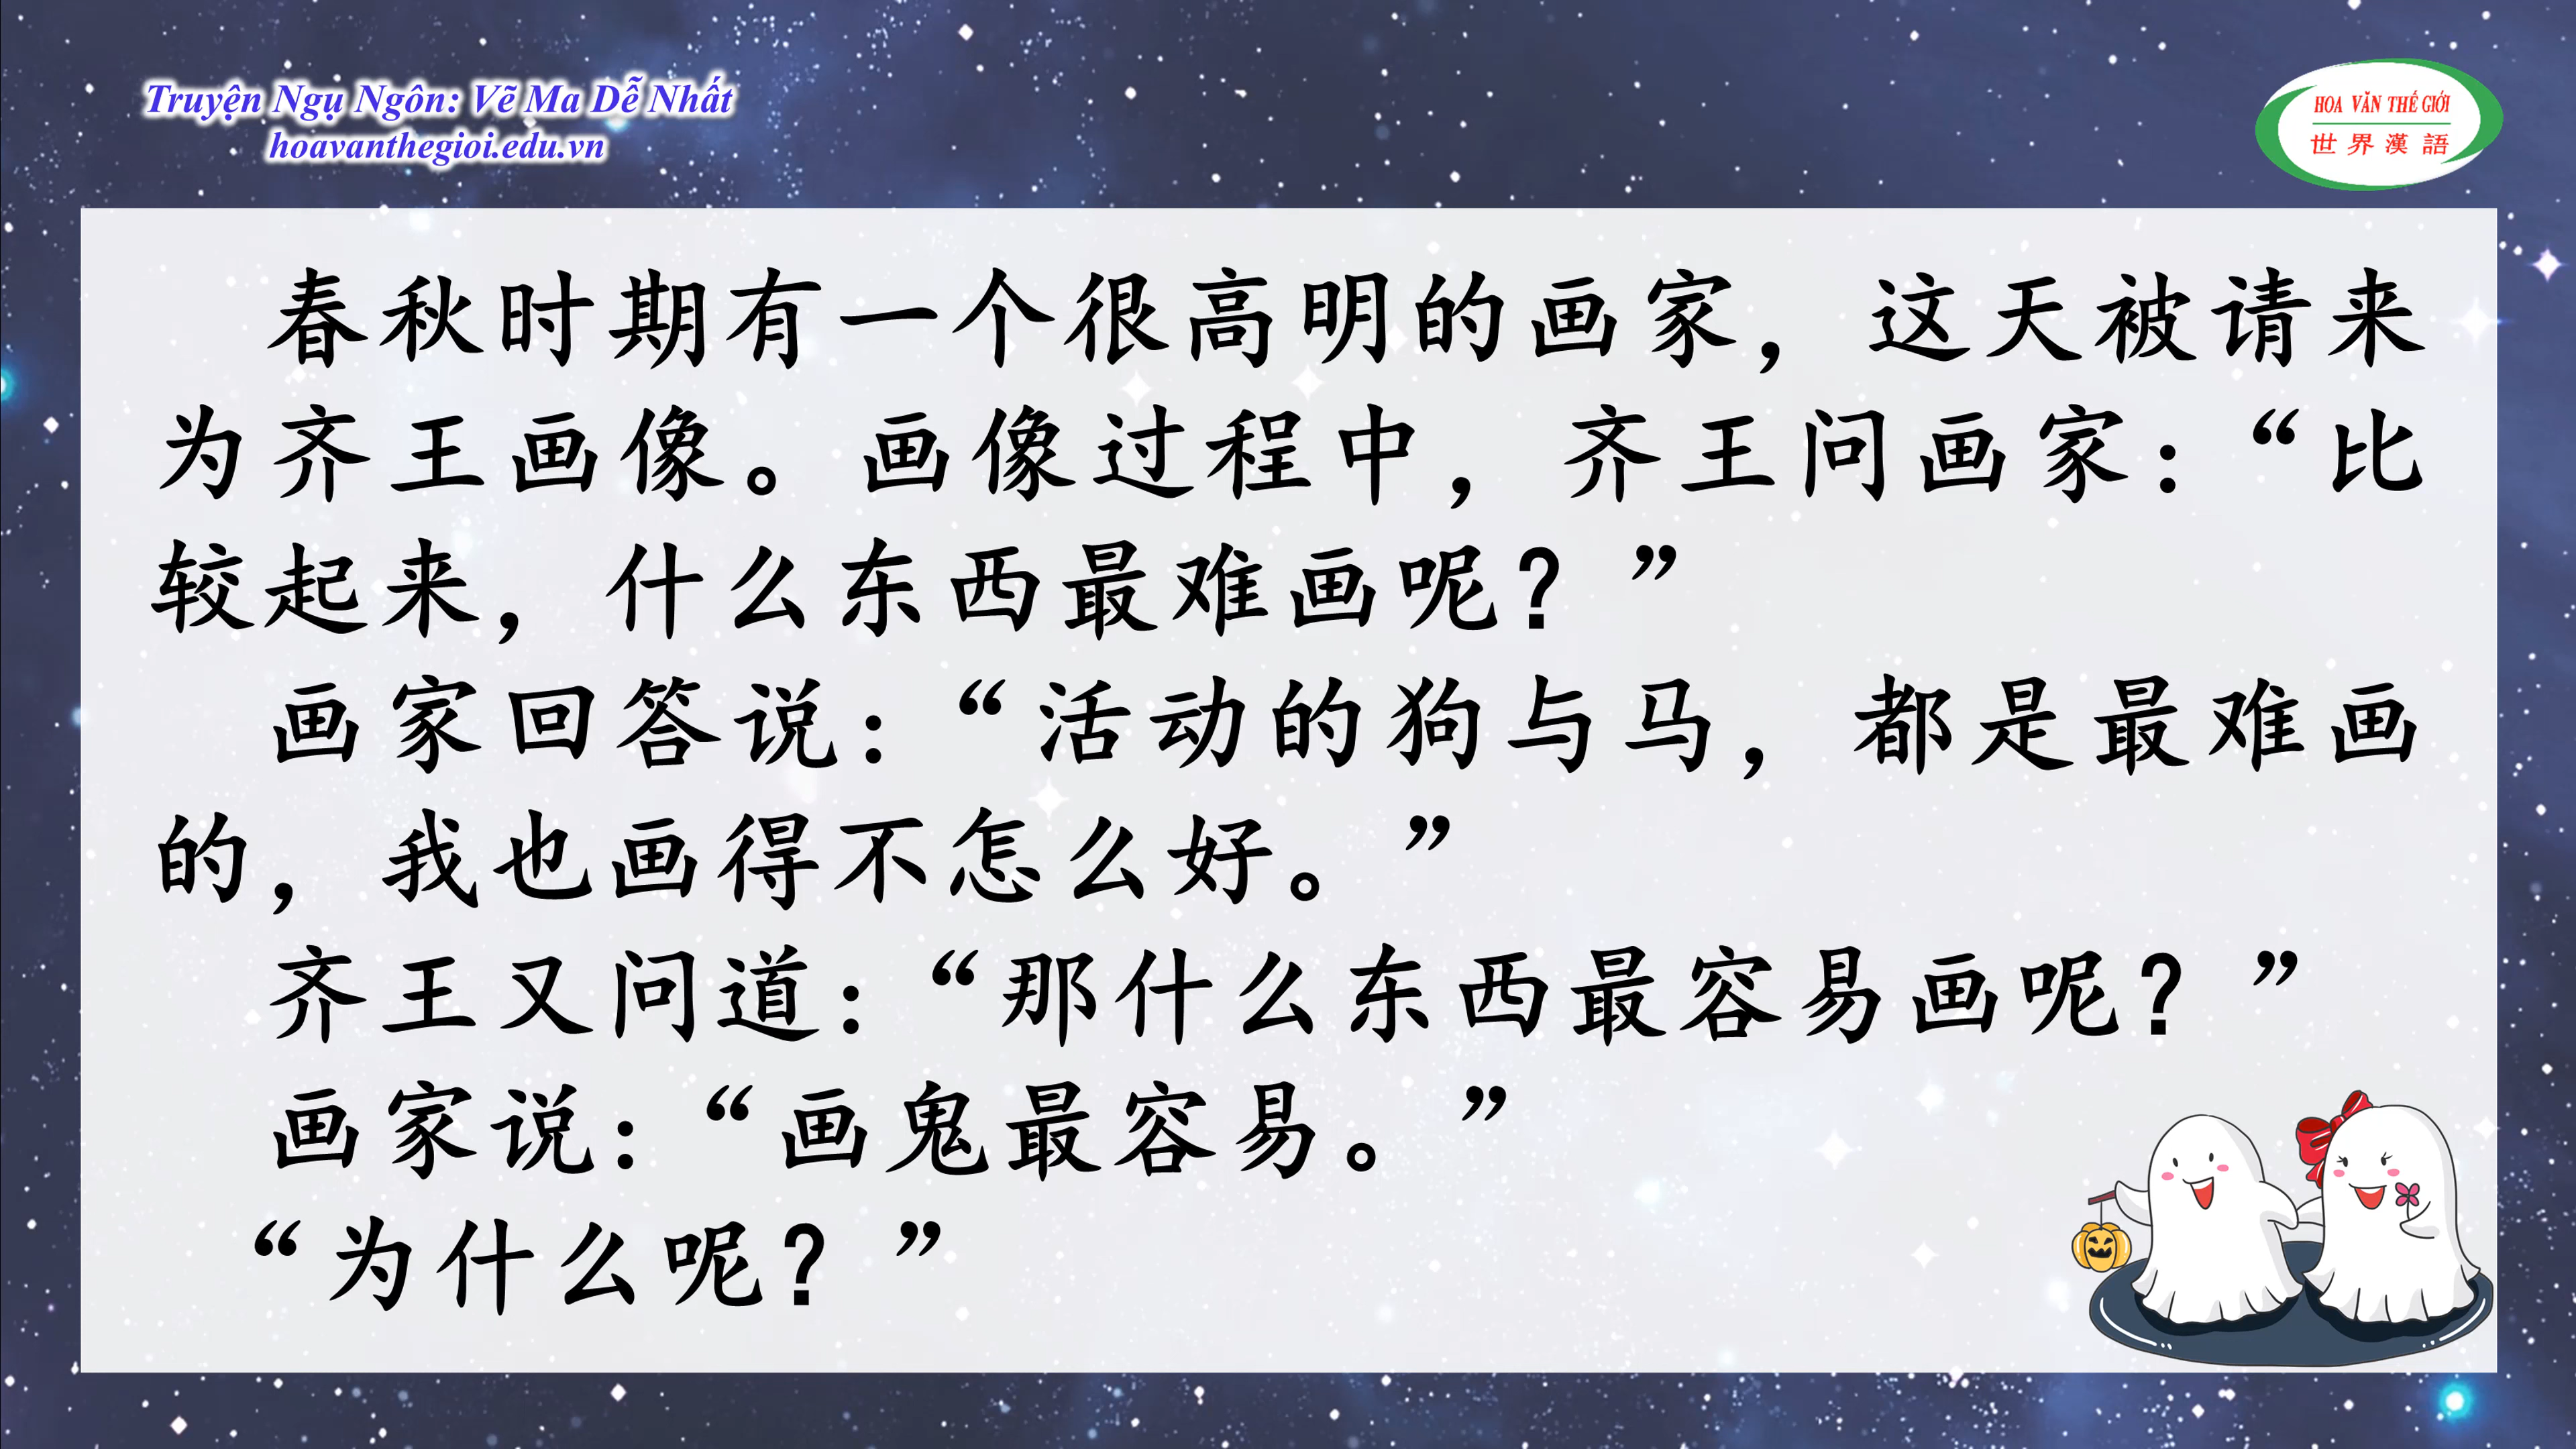 Truyện Ngụ Ngôn: Vẽ Ma Dễ Nhất
hoavanthegioi.edu.vn
HOA VĂN THẾ GIỚI
世界漢語
春秋时期有一个很高明的画家，这天被请来
为齐王画像。画像过程中，齐王问画家：“比
较起来，什么东西最难画呢？”
画家回答说：“活动的狗与马，都是最难画
的，我也画得不怎么好。”
齐王又问道：“那什么东西最容易画呢？”
画家说：“画鬼最容易。”
“为什么呢？”